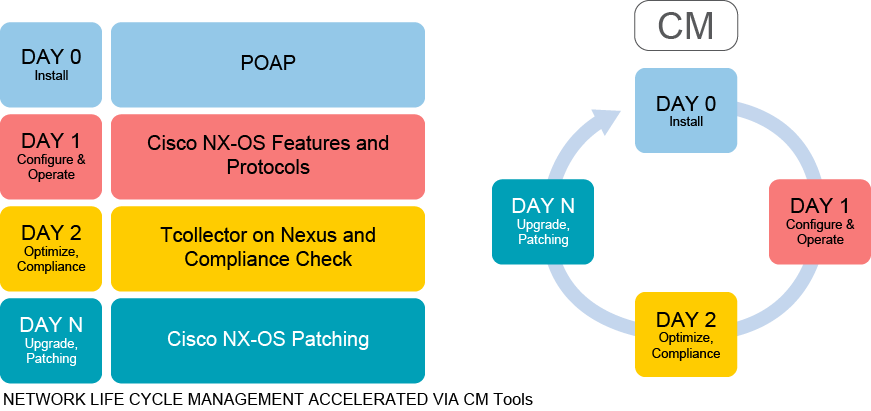 DAY 0
Install
POAP
DAY 1
Configure &
Operate
Cisco NX-OS Features and
Protocols
DAY 2
Optimize,
Compliance
Tcollector on Nexus and
Compliance Check
DAY N
Upgrade,
Patching
Cisco NX-OS Patching
NETWORK LIFE CYCLE MANAGEMENT ACCELERATED VIA CM Tools
CM
DAY 0
Install
DAY 1
Configure &
Operate
DAY 2
Optimize,
Compliance
DAY N
Upgrade,
Patching